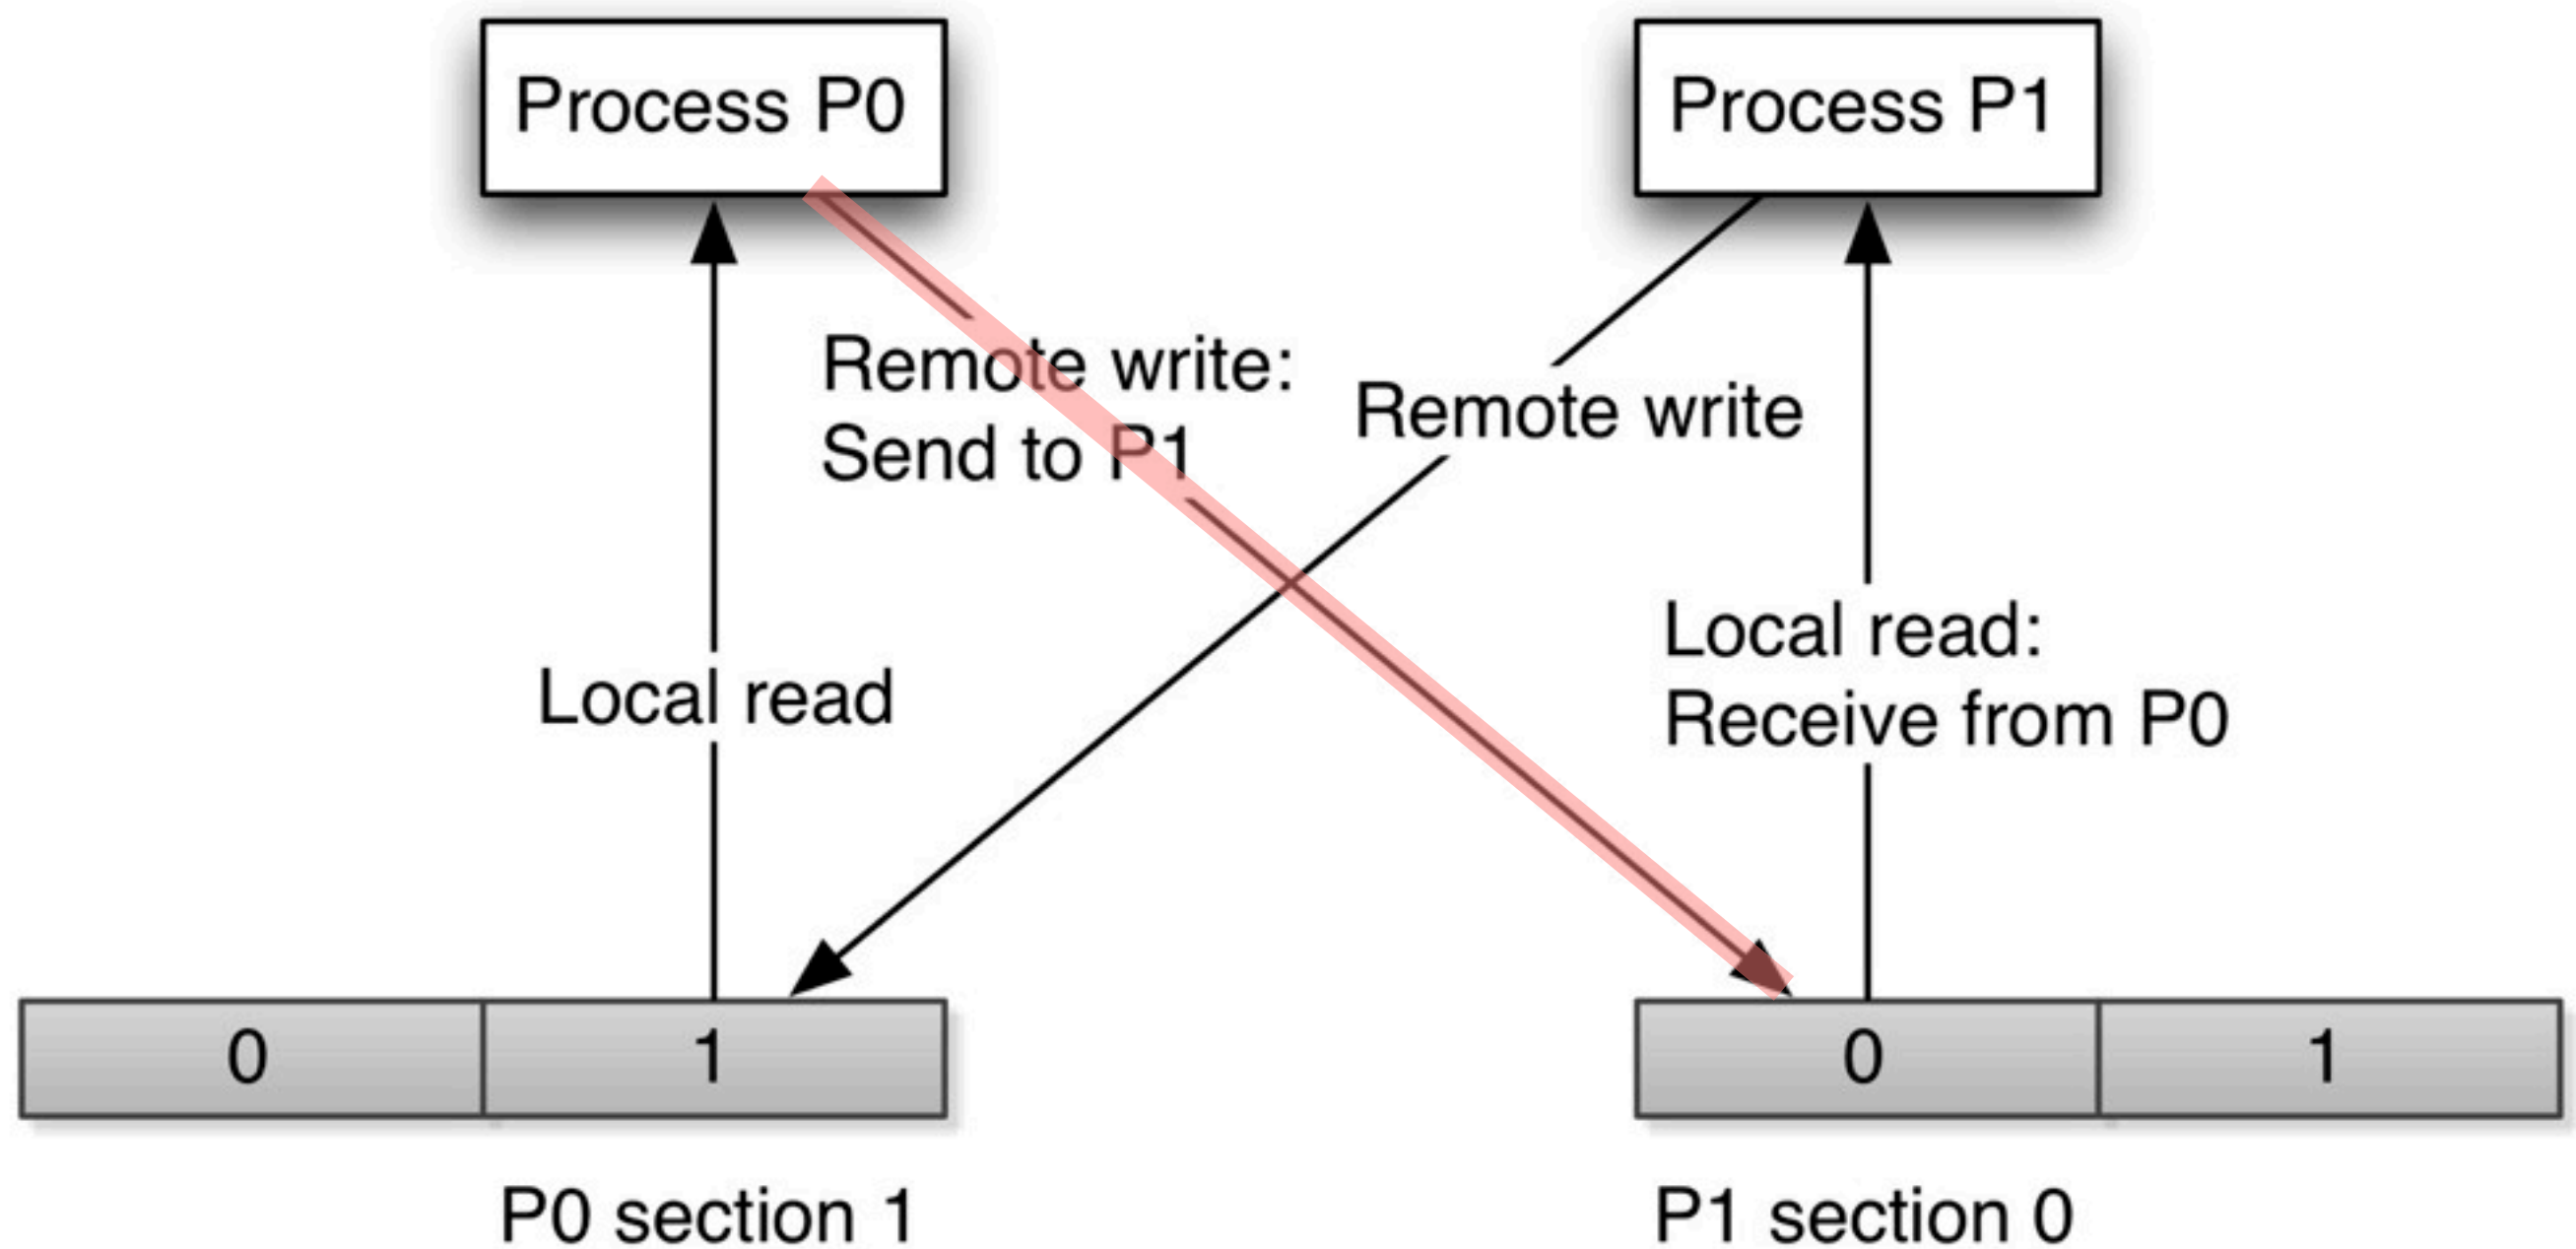 Process P0
Process P1
Remote write:
Send to P1
Remote write
Local read:
Receive from P0
Local read
0
1
0
1
P0 section 1
P1 section 0